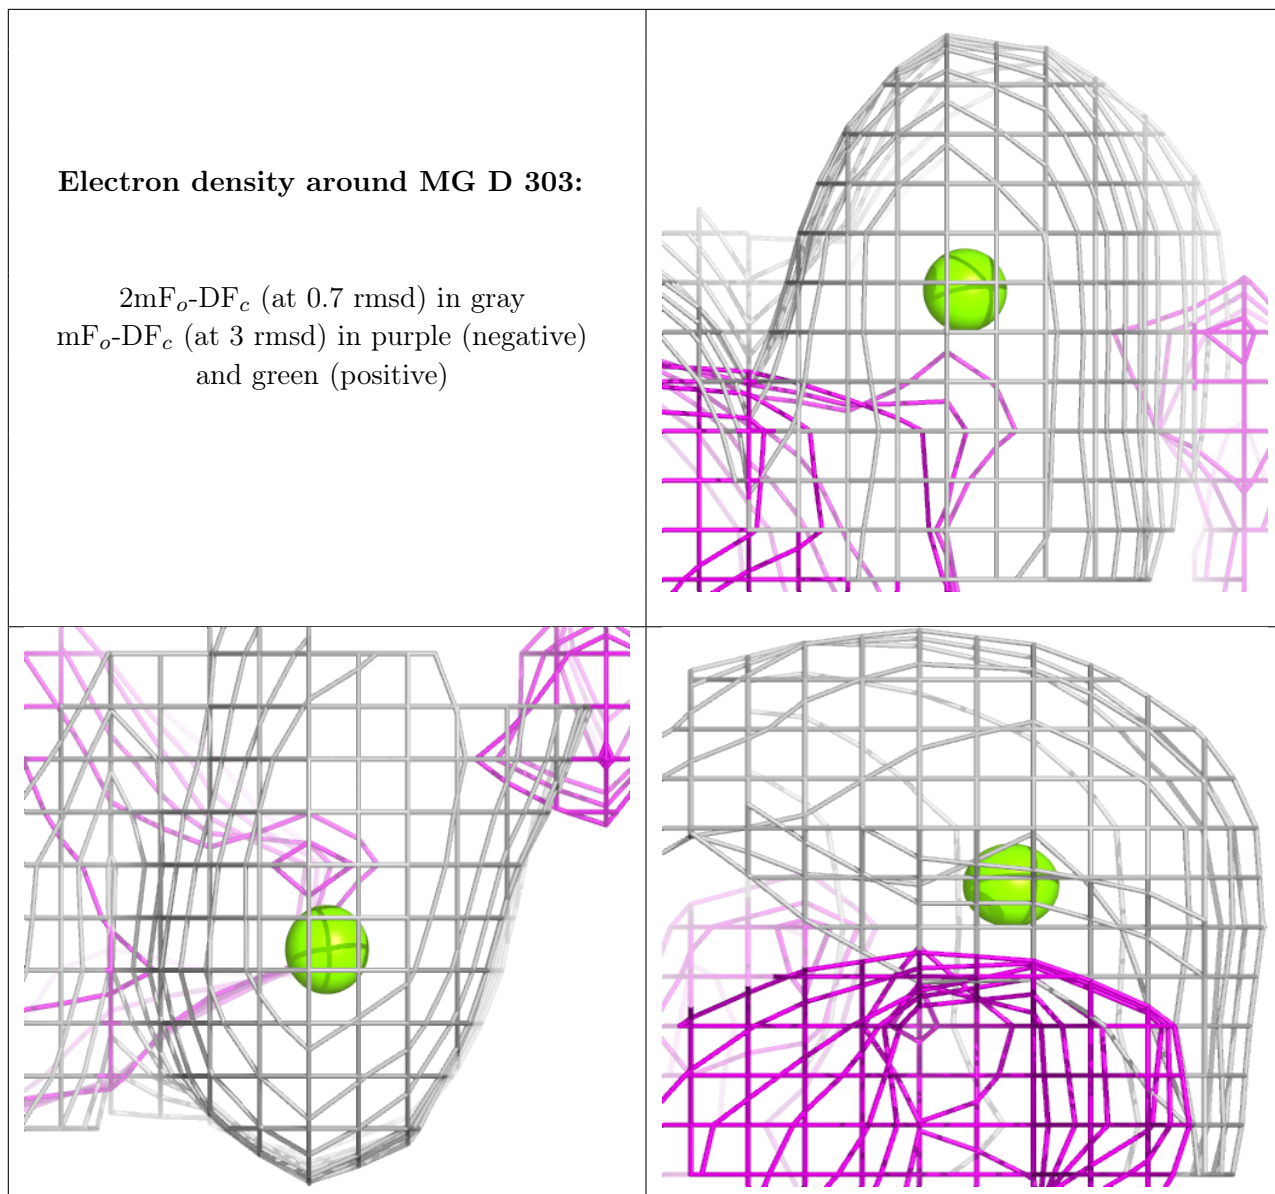 Electron density around MG D 303:
2mFo-DFc (at 0.7 rmsd) in gray
mFo-DFc (at 3 rmsd) in purple (negative)
and green (positive)